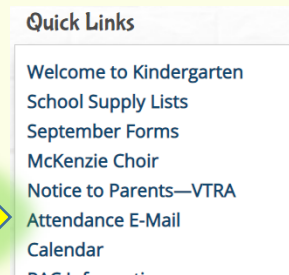 Quick Links
Welcome to Kindergarten
School Supply Lists
September Forms
McKenzie Choir
Notice to Parents—VTRA
Attendance E-Mail
Calendar